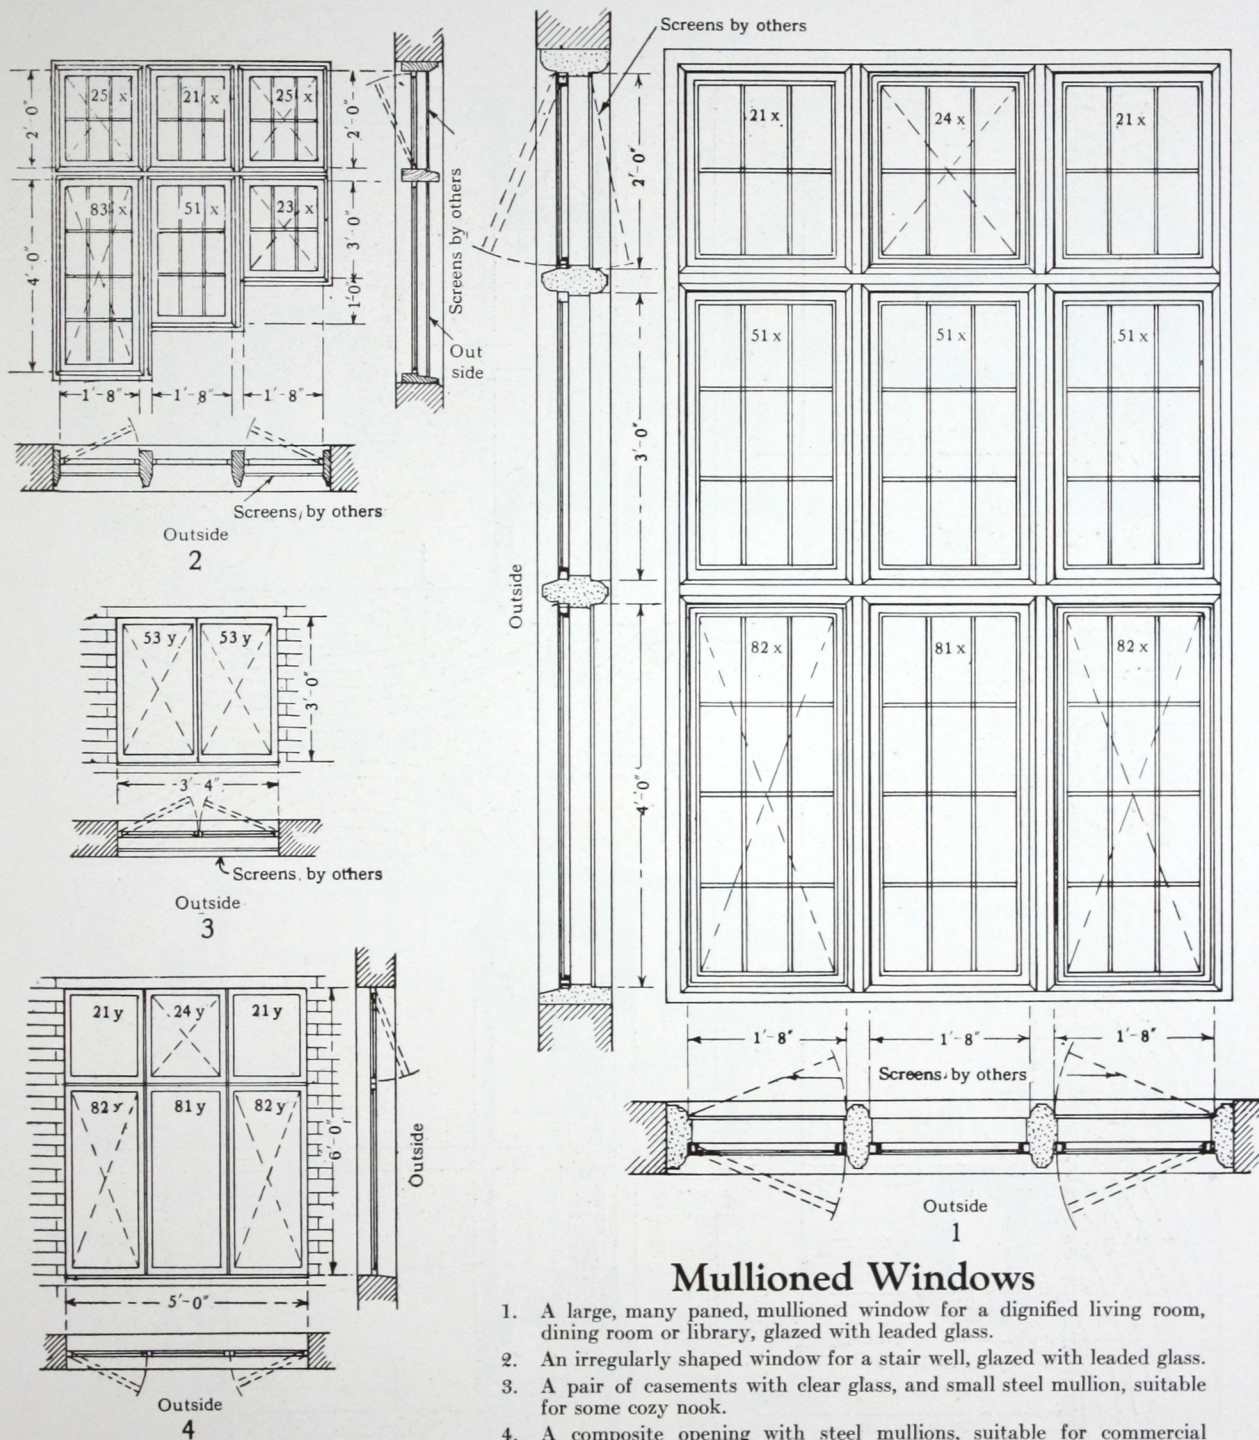 Screens by others
25 x
21 x
25 x
2'-0"
2'-0"
83 x
51 x
23 x
4'-0"
3'-0"
1'-0"
1'-8"
1'-8"
1'-8"
Screens by others
Out
side
Screens by others
Outside
2
53 y
53 y
3'-0"
3'-4"
Screens by others
Outside
3
21 y
24 y
21 y
82 y
81 y
82 y
6'-0"
Outside
5'-0"
Outside
4
21 x
24 x
21 x
2'-0"
51 x
51 x
51 x
3'-0"
Outside
82 x
81 x
82 x
4'-0"
1'-8"
1'-8"
1'-8"
Screens by others
Outside
1
Mullioned Windows
1. A large, many paned, mullioned window for a dignified living room,
dining room or library, glazed with leaded glass.
2. An irregularly shaped window for a stair well, glazed with leaded glass.
3. A pair of casements with clear glass, and small steel mullion, suitable
for some cozy nook.
4. A composite opening with steel mullions, suitable for commercial